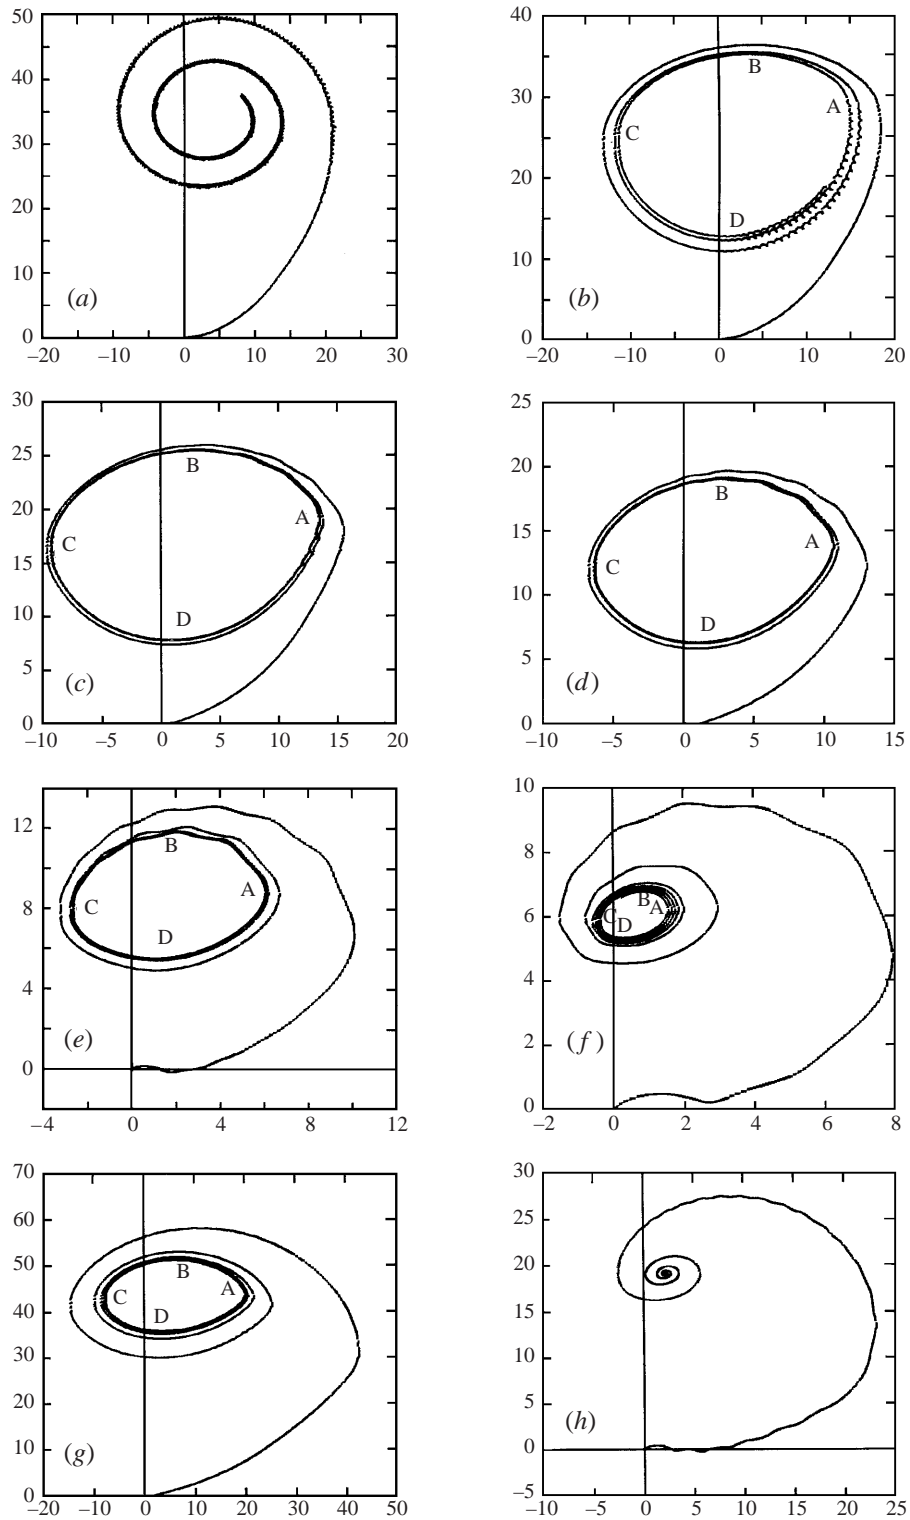 50
40
30
20
10
0
–20 –10 0 10 20 30
(a)
40
30
20
10
0
–20 –10 0 10 20
B
A
C
D
(b)
30
25
20
15
10
5
0
–10 –5 0 5 10 15 20
B
A
C
D
(c)
25
20
15
10
5
0
–10 –5 0 5 10 15
B
A
C
D
(d)
12
8
4
0
–4 0 4 8 12
B
A
C
D
(e)
10
8
6
4
2
0
–2 0 2 4 6 8
B
A
C
D
(f)
70
60
50
40
30
20
10
0
–20 –10 0 10 20 30 40 50
B
A
C
D
(g)
30
25
20
15
10
5
0
–5
–10 –5 0 5 10 15 20 25
(h)